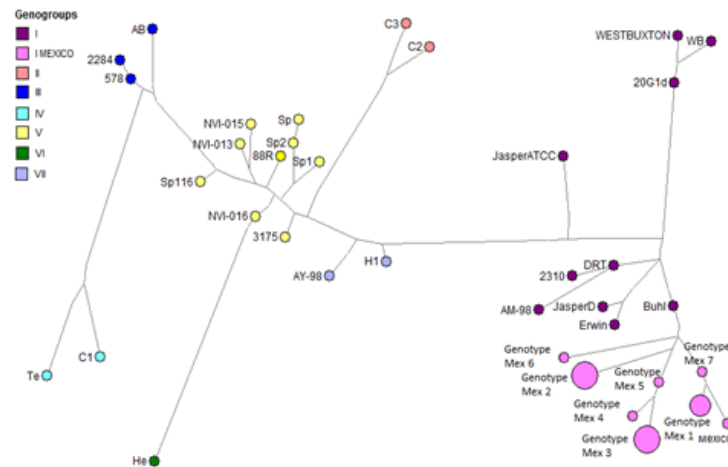 Genogroups
I
I MEXICO
II
III
IV
V
VI
VII
AB
2284
578
C3
C2
WESTBUXTON
WB
20G1d
NVI-015
Sp
NVI-013
Sp2
88R
Sp1
JasperATCC
Sp116
NVI-016
3175
AY-98
H1
DRT
2310
AM-98
JasperD
Buhl
Erwin
Genotype
Mex 6
Genotype
Mex 7
Genotype
Mex 2
Genotype
Mex 5
Genotype
Mex 4
Genotype
Mex 1
MEXICO
Genotype
Mex 3
C1
Te
He